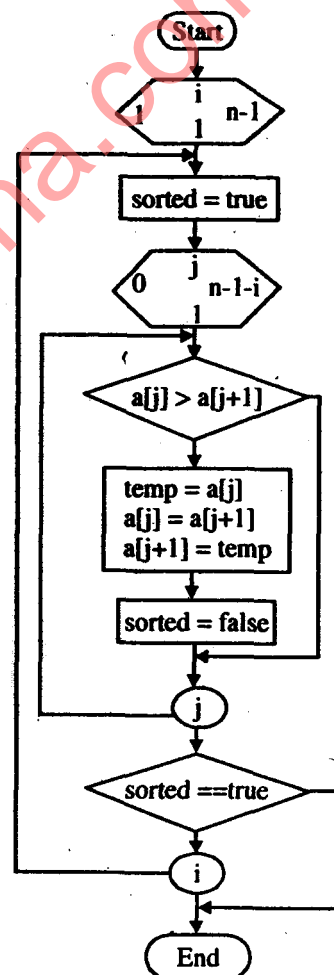 Start
i
1 n-1
1
sorted = true
j
0 n-1-i
1
a[j] > a[j+1]
temp = a[j]
a[j] = a[j+1]
a[j+1] = temp
sorted = false
j
sorted ==true
i
End